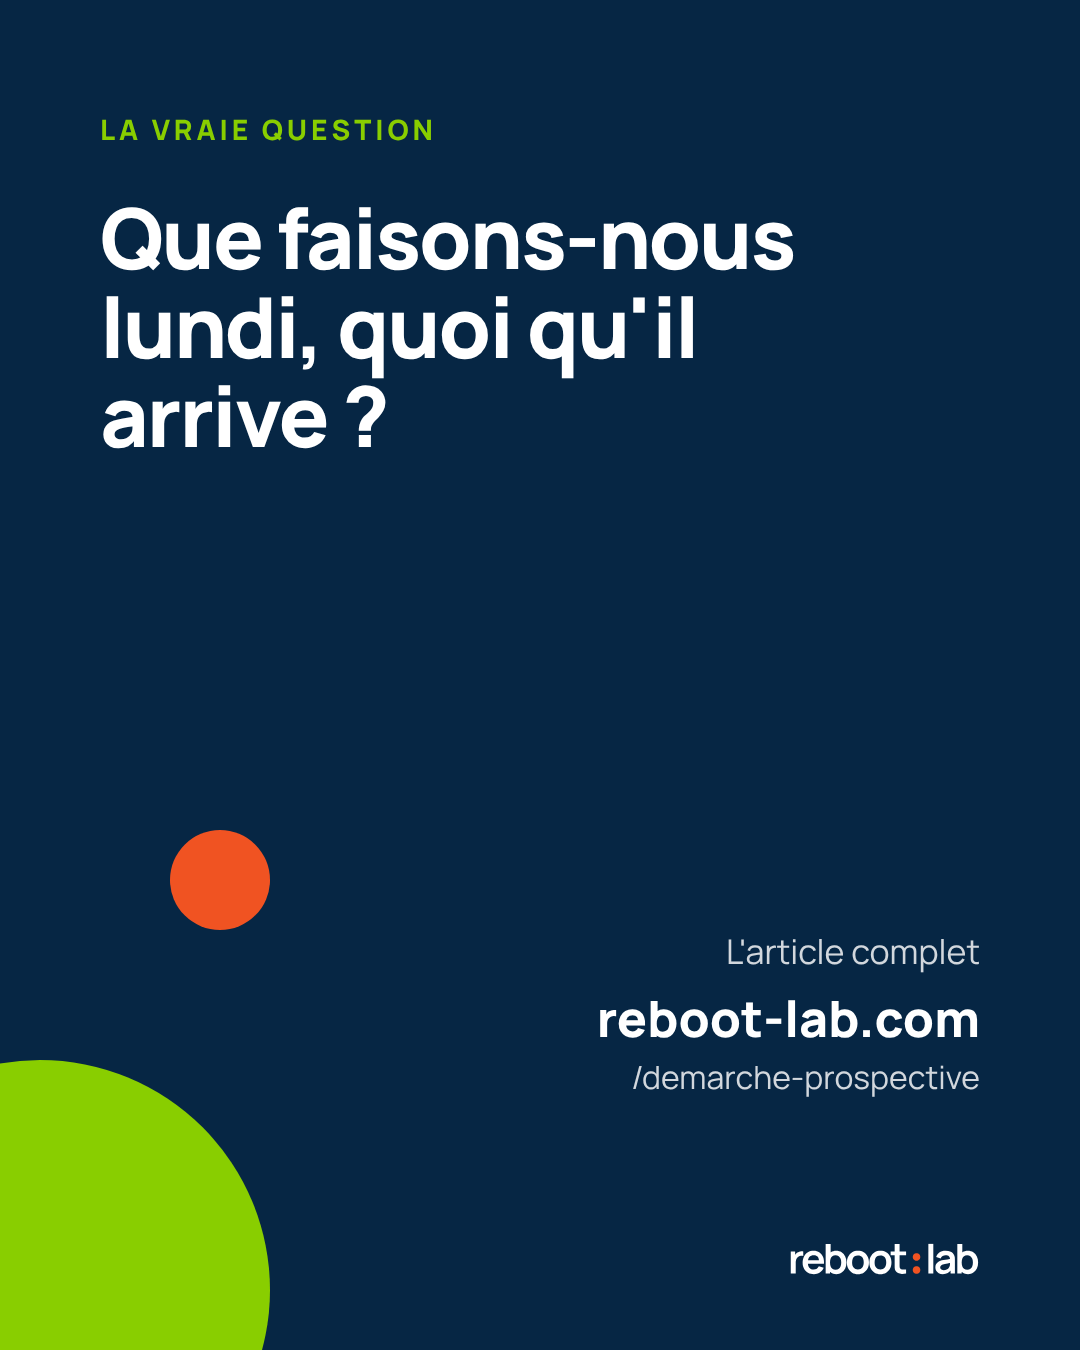 LA VRAIE QUESTION
Que faisons-nous
lundi, quoi qu'il
arrive ?
L'article complet
reboot-lab.com
/demarche-prospective
reboot:lab